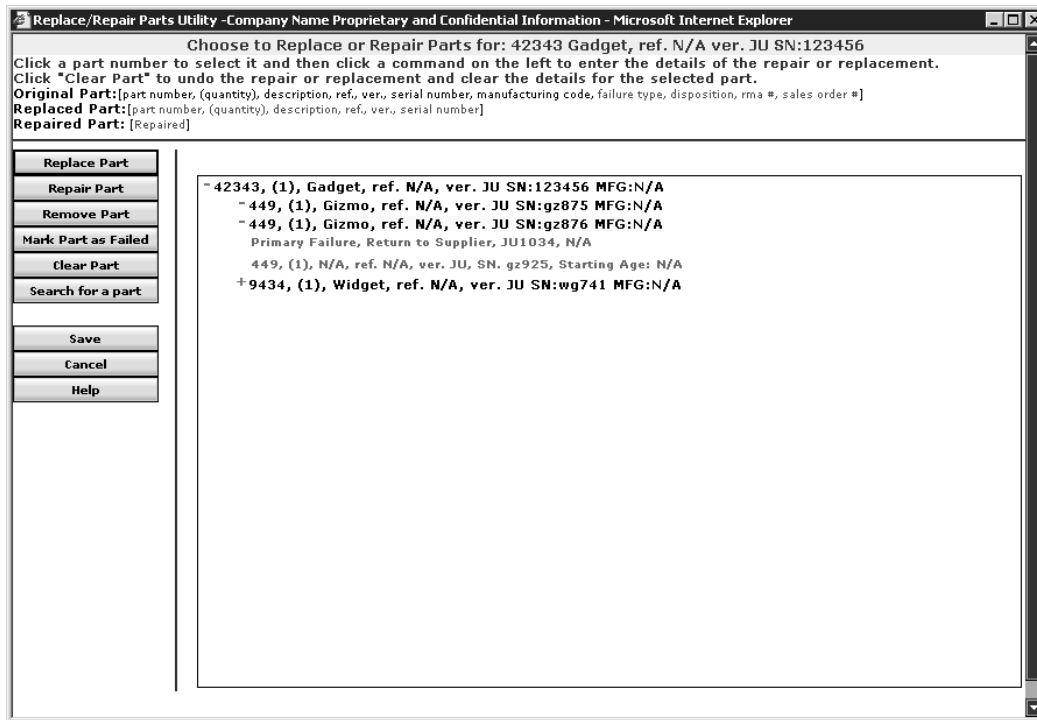 Replace/Repair Parts Utility -Company Name Proprietary and Confidential Information - Microsoft Internet Explorer
Choose to Replace or Repair Parts for: 42343 Gadget, ref. N/A ver. JU SN:123456
Click a part number to select it and then click a command on the left to enter the details of the repair or replacement.
Click "Clear Part" to undo the repair or replacement and clear the details for the selected part.
Original Part:[part number, (quantity), description, ref., ver., serial number, manufacturing code, failure type, disposition, rma #, sales order #]
Replaced Part:[part number, (quantity), description, ref., ver., serial number]
Repaired Part: [Repaired]
Replace Part
Repair Part
Remove Part
Mark Part as Failed
Clear Part
Search for a part
Save
Cancel
Help
-42343, (1), Gadget, ref. N/A, ver. JU SN:123456 MFG:N/A
-449, (1), Gizmo, ref. N/A, ver. JU SN:gz875 MFG:N/A
-449, (1), Gizmo, ref. N/A, ver. JU SN:gz876 MFG:N/A
Primary Failure, Return to Supplier, JU1034, N/A
449, (1), N/A, ref. N/A, ver. JU, SN. gz925, Starting Age: N/A
+9434, (1), Widget, ref. N/A, ver. JU SN:wg741 MFG:N/A